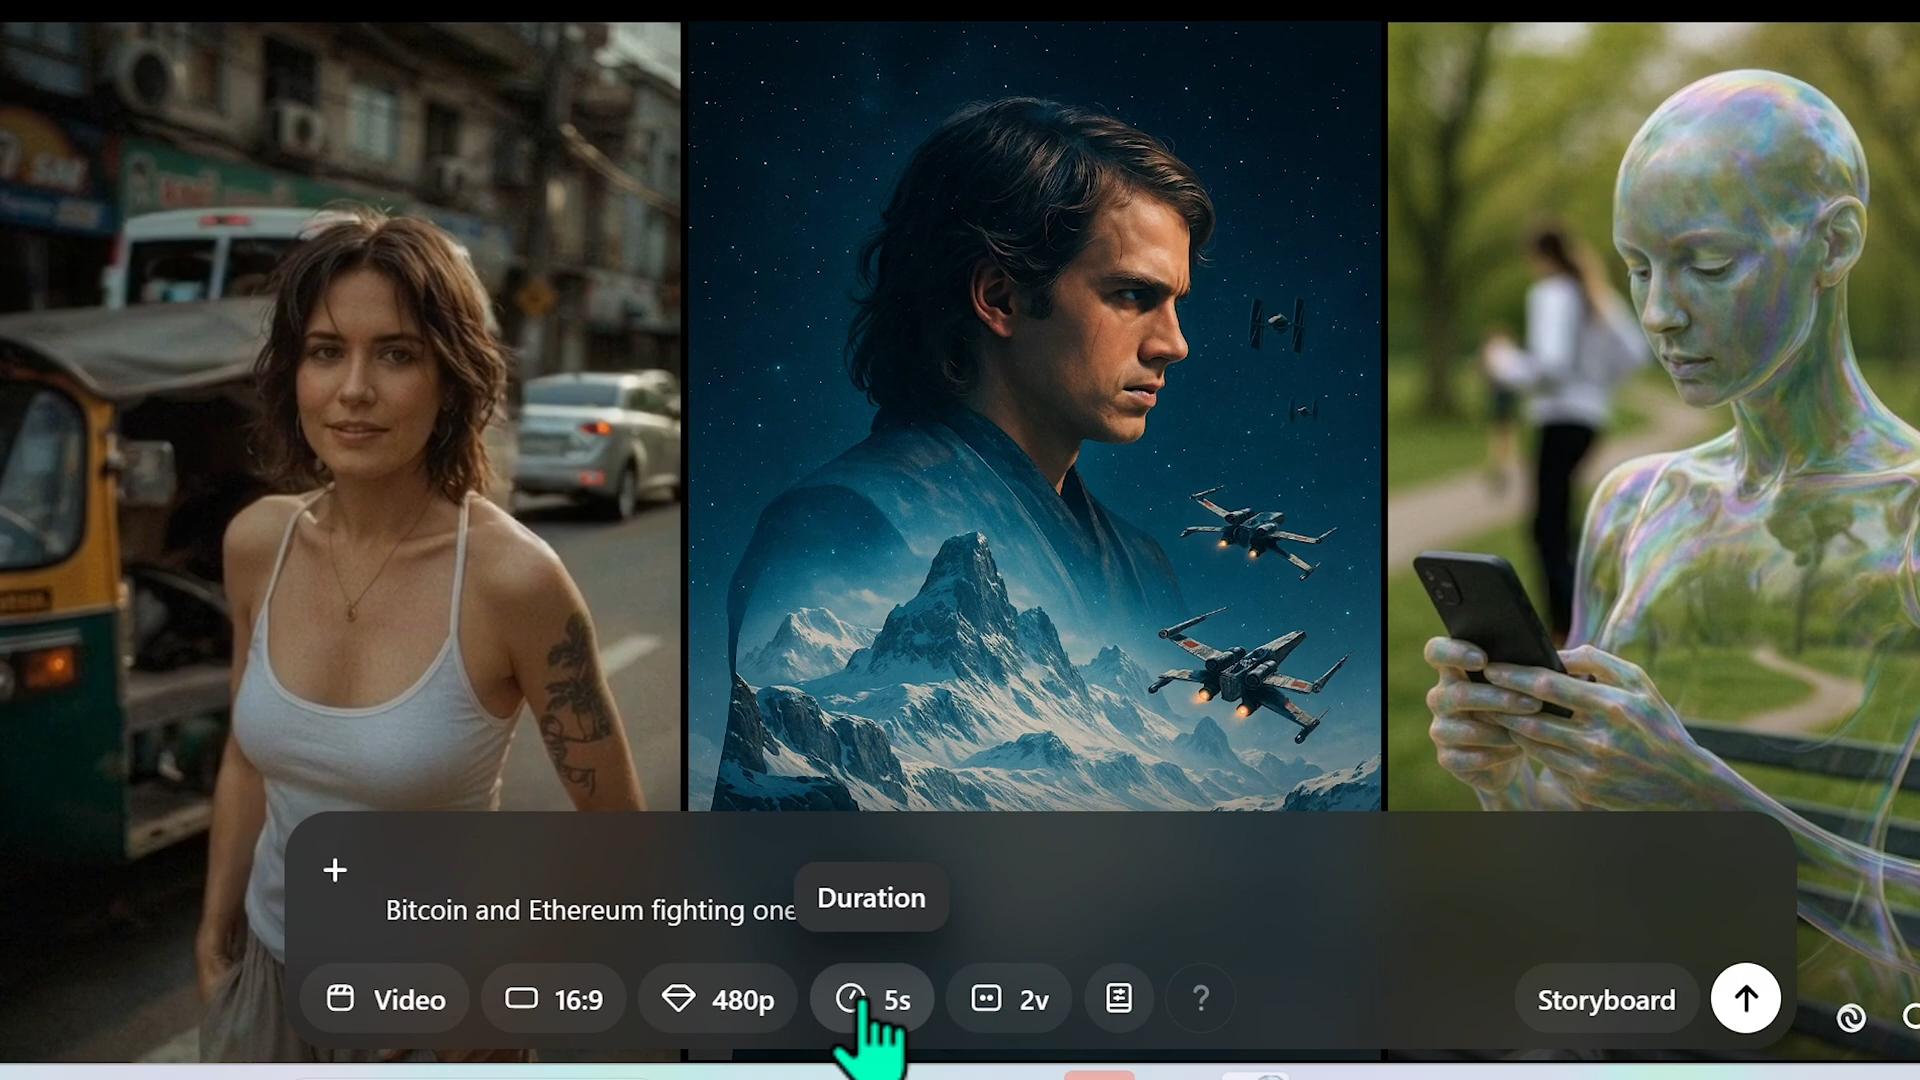 Duration
Bitcoin and Ethereum fighting one
Video
16:9
480p
5s
2v
?
Storyboard